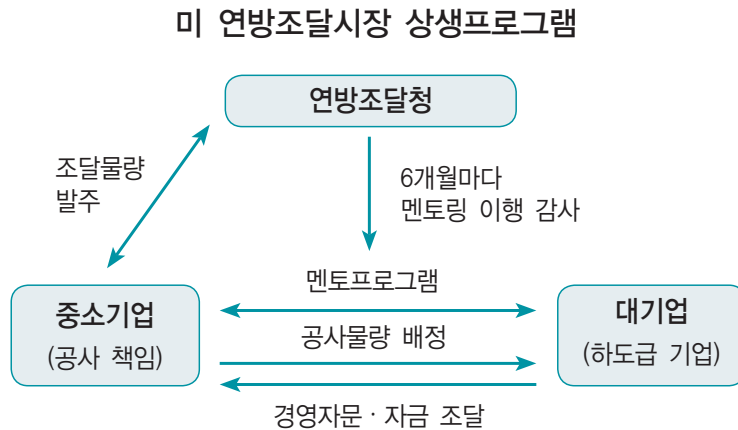 미 연방조달시장 상생프로그램
연방조달청
조달물량
발주
6개월마다
멘토링 이행 감사
멘토프로그램
중소기업
(공사 책임)
공사물량 배정
대기업
(하도급 기업)
경영자문 · 자금 조달